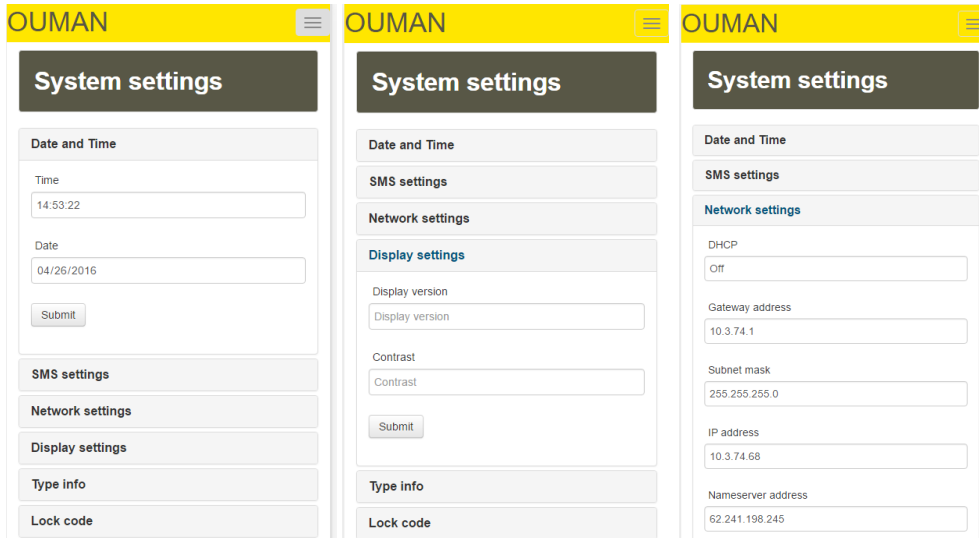 OUMAN
System settings
Date and Time
Time
14:53:22
Date
04/26/2016
Submit
SMS settings
Network settings
Display settings
Type info
Lock code
OUMAN
System settings
Date and Time
SMS settings
Network settings
Display settings
Display version
Display version
Contrast
Contrast
Submit
Type info
Lock code
OUMAN
System settings
Date and Time
SMS settings
Network settings
DHCP
Off
Gateway address
10.3.74.1
Subnet mask
255.255.255.0
IP address
10.3.74.68
Nameserver address
62.241.198.245